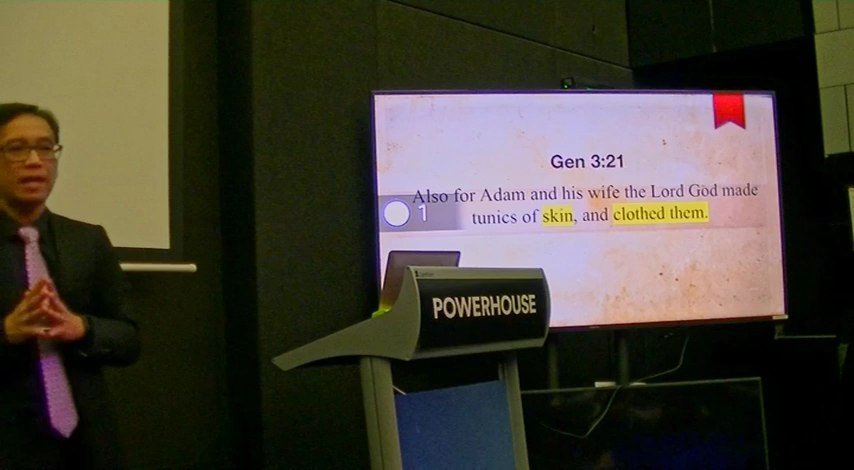 Gen 3:21
Also for Adam and his wife the Lord God made
tunics of skin, and clothed them.
1
POWERHOUSE